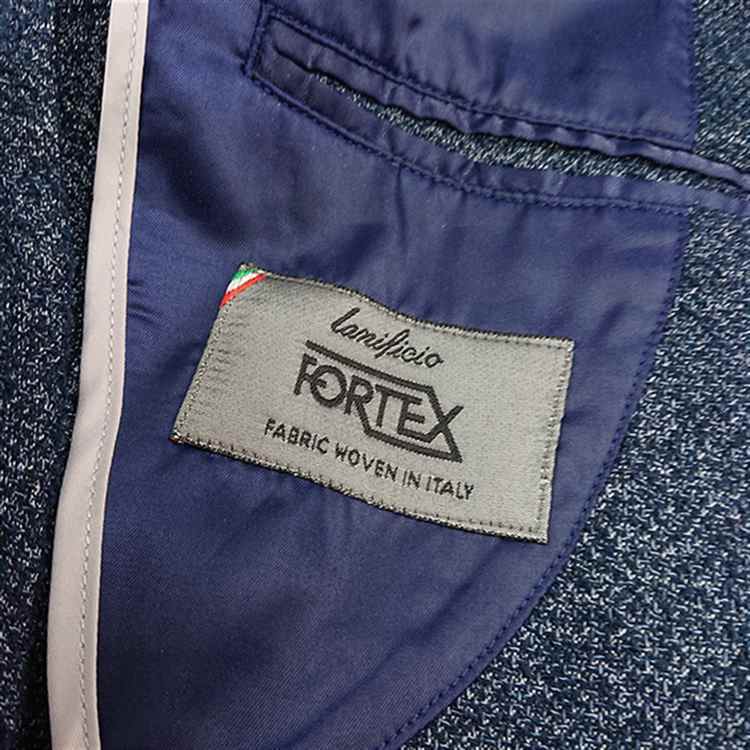 lanificio
FORTEX
FABRIC WOVEN IN ITALY